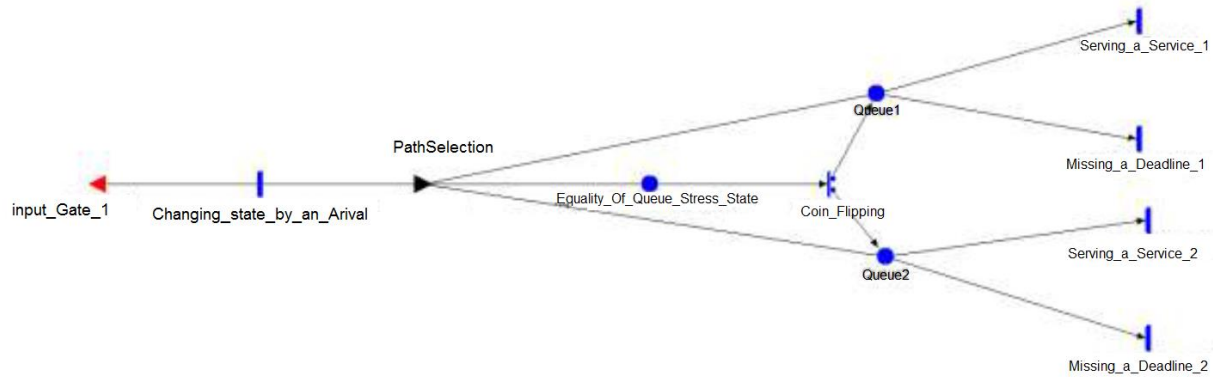 Serving_a_Service_1
Queue1
PathSelection
Missing_a_Deadline_1
input_Gate_1
Changing_state_by_an_Arival
Equality_Of_Queue_Stress_State
Coin_Flipping
Serving_a_Service_2
Queue2
Missing_a_Deadline_2